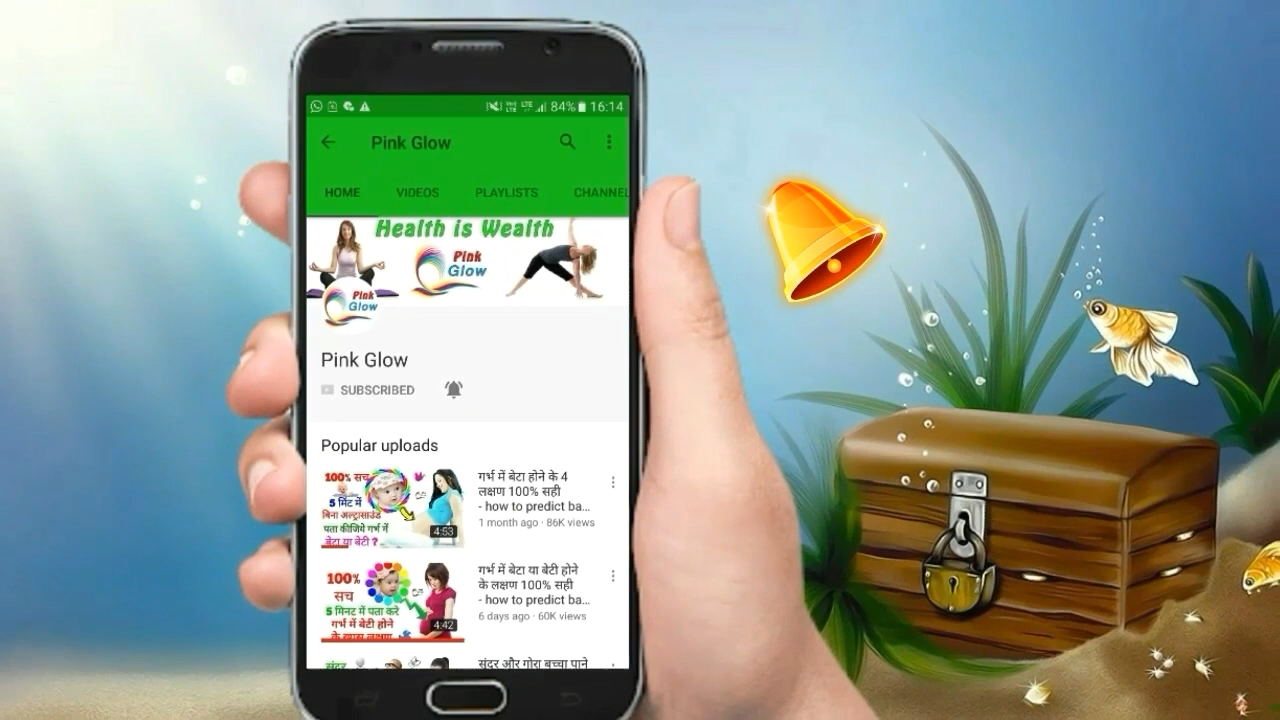 84% 16:14
Pink Glow
HOME VIDEOS PLAYLISTS CHANNEL
Health is Wealth
Pink
Glow
Pink
Glow
Pink Glow
SUBSCRIBED
Popular uploads
100% सच
5 मिंट में
बिना अल्ट्रासाउंड
पता कीजिये गर्भ में
बेटा या बेटी ?
4:53
गर्भ में बेटा होने के 4
लक्षण 100% सही
- how to predict ba...
1 month ago · 86K views
100%
सच
5 मिनट में पता करे
गर्भ में बेटी होने
के खास लक्षण
4:42
गर्भ में बेटा या बेटी होने
के लक्षण 100% सही
- how to predict ba...
6 days ago · 60K views
सुंदर
सुंदर और गोरा बच्चा पाने